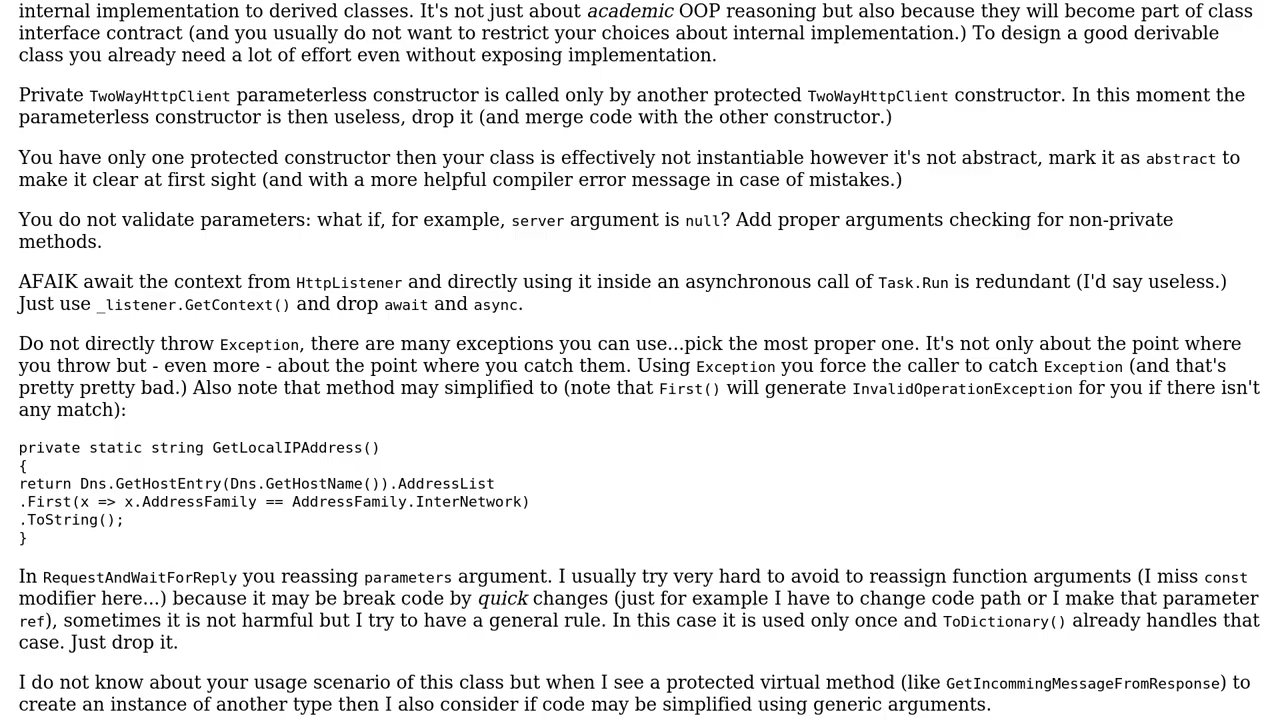 internal implementation to derived classes. It's not just about academic OOP reasoning but also because they will become part of class
interface contract (and you usually do not want to restrict your choices about internal implementation.) To design a good derivable
class you already need a lot of effort even without exposing implementation.
Private TwoWayHttpClient parameterless constructor is called only by another protected TwoWayHttpClient constructor. In this moment the
parameterless constructor is then useless, drop it (and merge code with the other constructor.)
You have only one protected constructor then your class is effectively not instantiable however it's not abstract, mark it as abstract to
make it clear at first sight (and with a more helpful compiler error message in case of mistakes.)
You do not validate parameters: what if, for example, server argument is null? Add proper arguments checking for non-private
methods.
AFAIK await the context from HttpListener and directly using it inside an asynchronous call of Task.Run is redundant (I'd say useless.)
Just use _listener.GetContext() and drop await and async.
Do not directly throw Exception, there are many exceptions you can use...pick the most proper one. It's not only about the point where
you throw but - even more - about the point where you catch them. Using Exception you force the caller to catch Exception (and that's
pretty pretty bad.) Also note that method may simplified to (note that First() will generate InvalidOperationException for you if there isn't
any match):
private static string GetLocalIPAddress()
{
return Dns.GetHostEntry(Dns.GetHostName()).AddressList
.First(x => x.AddressFamily == AddressFamily.InterNetwork)
.ToString();
}
In RequestAndWaitForReply you reassing parameters argument. I usually try very hard to avoid to reassign function arguments (I miss const
modifier here...) because it may be break code by quick changes (just for example I have to change code path or I make that parameter
ref), sometimes it is not harmful but I try to have a general rule. In this case it is used only once and ToDictionary() already handles that
case. Just drop it.
I do not know about your usage scenario of this class but when I see a protected virtual method (like GetIncommingMessageFromResponse) to
create an instance of another type then I also consider if code may be simplified using generic arguments.